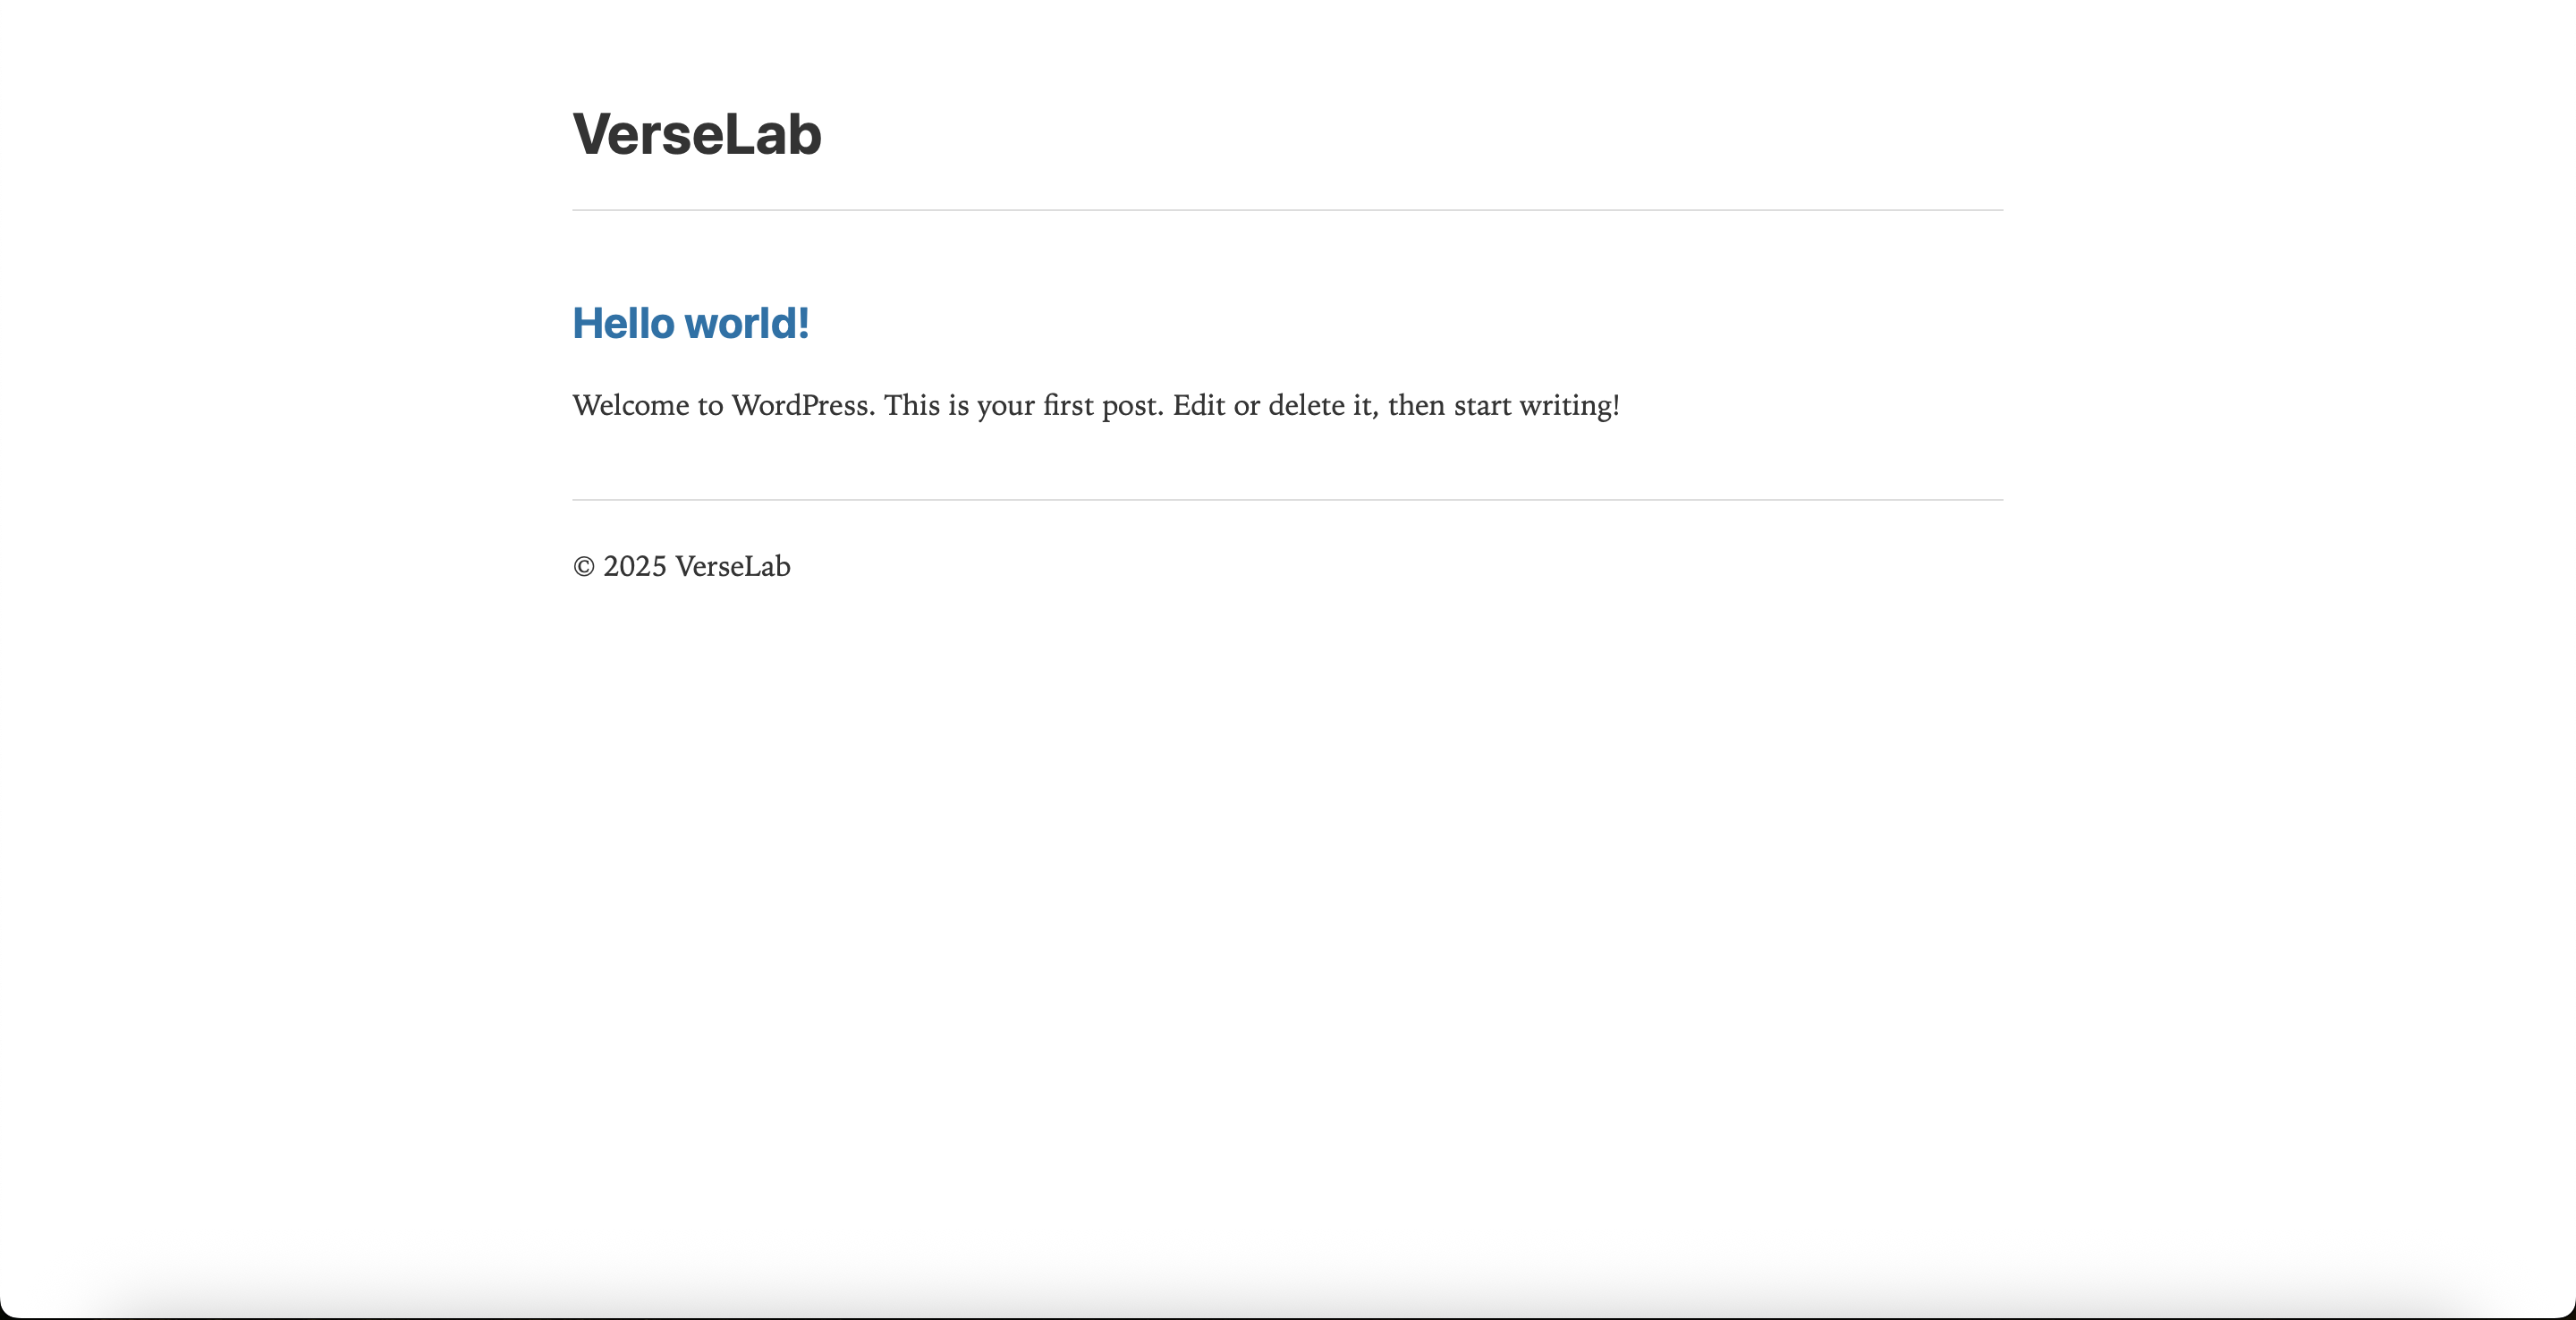 VerseLab
Hello world!
Welcome to WordPress. This is your first post. Edit or delete it, then start writing!
© 2025 VerseLab